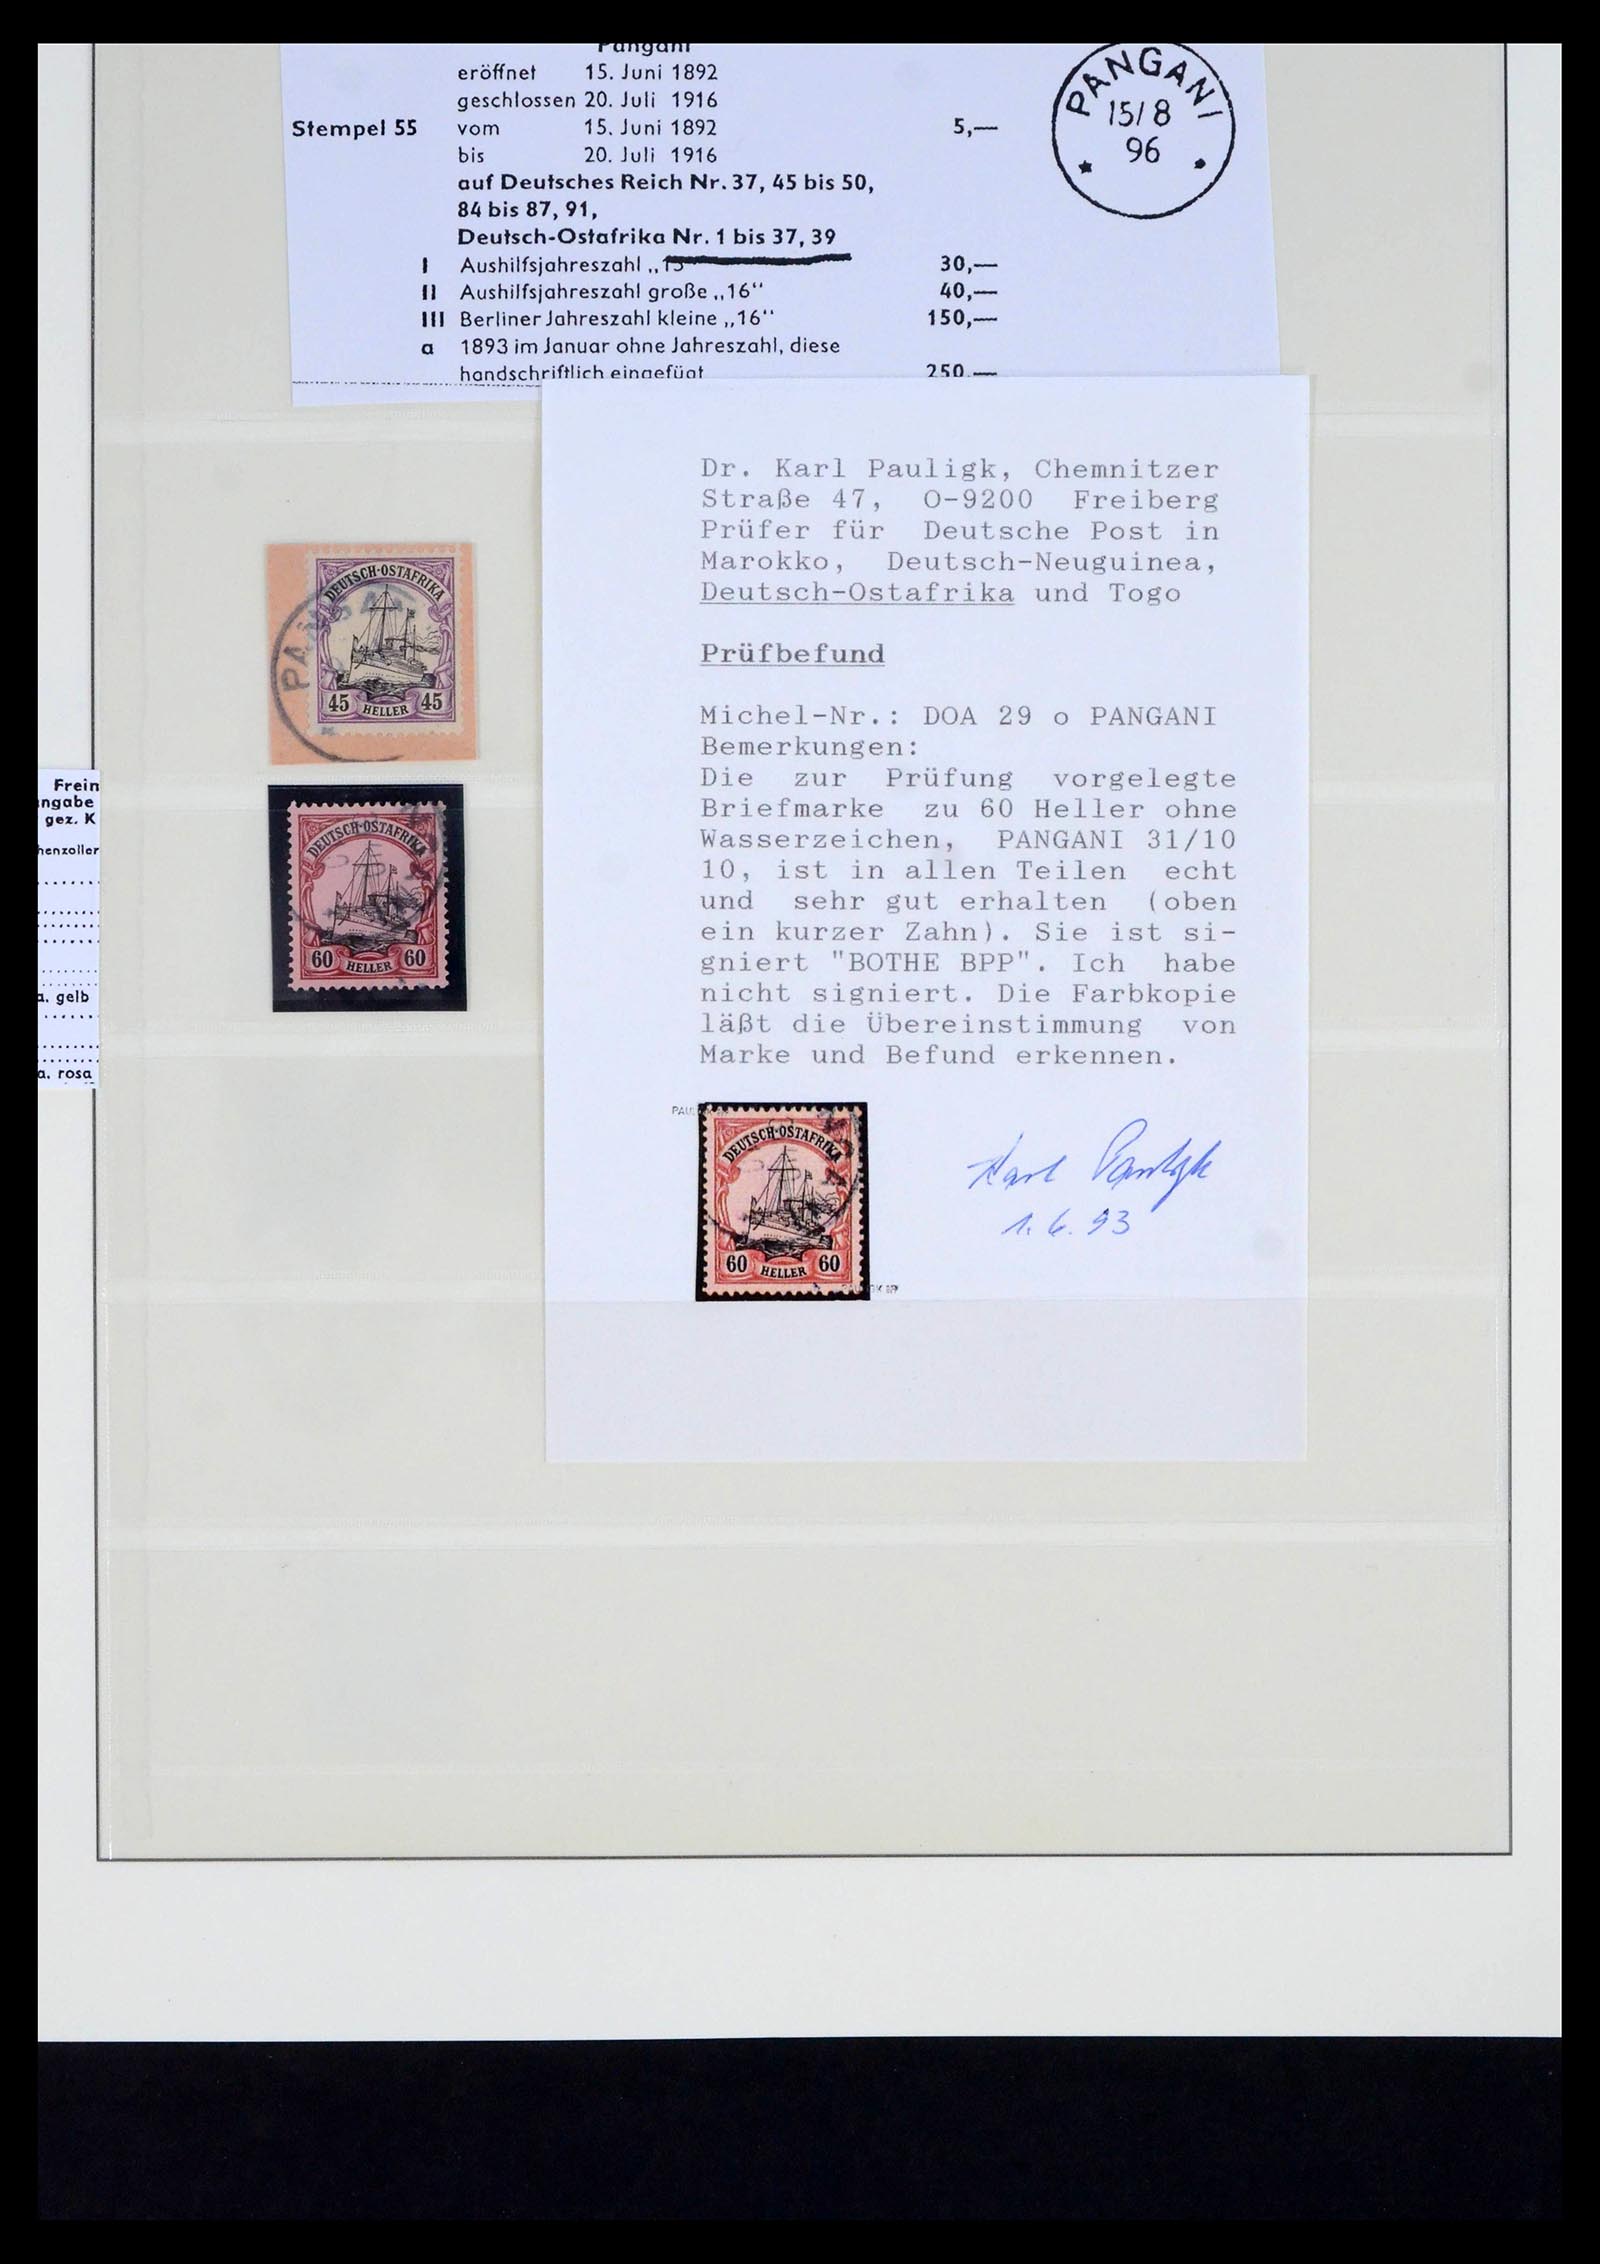 Pangani
eröffnet 15. Juni 1892
geschlossen 20. Juli 1916
Stempel 55 vom 15. Juni 1892 5,—
bis 20. Juli 1916
auf Deutsches Reich Nr. 37, 45 bis 50,
84 bis 87, 91,
Deutsch-Ostafrika Nr. 1 bis 37, 39
I Aushilfsjahreszahl „15“ 30,—
II Aushilfsjahreszahl große „16“ 40,—
III Berliner Jahreszahl kleine „16“ 150,—
a 1893 im Januar ohne Jahreszahl, diese
handschriftlich eingefügt 250,—
PANGANI
15/8
96
Dr. Karl Pauligk, Chemnitzer
Straße 47, O-9200 Freiberg
Prüfer für Deutsche Post in
Marokko, Deutsch-Neuguinea,
Deutsch-Ostafrika und Togo
Prüfbefund
Michel-Nr.: DOA 29 o PANGANI
Bemerkungen:
Die zur Prüfung vorgelegte
Briefmarke zu 60 Heller ohne
Wasserzeichen, PANGANI 31/10
10, ist in allen Teilen echt
und sehr gut erhalten (oben
ein kurzer Zahn). Sie ist si-
gniert "BOTHE BPP". Ich habe
nicht signiert. Die Farbkopie
läßt die Übereinstimmung von
Marke und Befund erkennen.
Karl Pauligk
1.6.93
DEUTSCH-OSTAFRIKA
60 HELLER 60
DEUTSCH-OSTAFRIKA
45 HELLER 45
PANGA
DEUTSCH-OSTAFRIKA
60 HELLER 60
Frein
ngabe
gez. K
henzoller
a. gelb
a. rosa